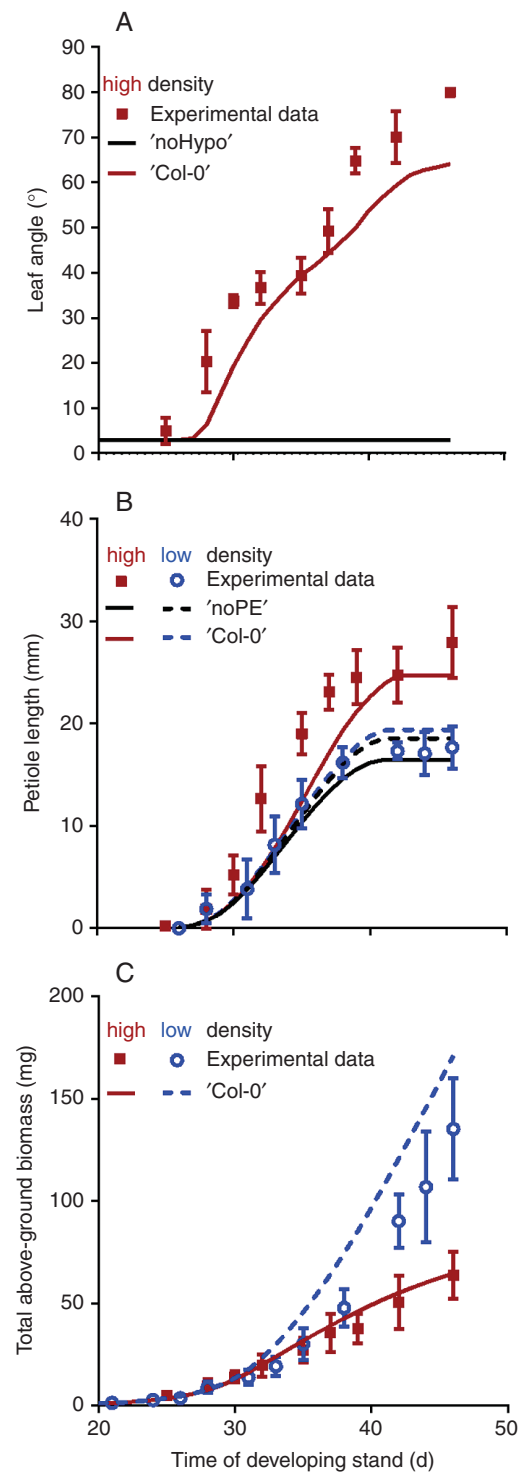 A
90
80
70
60
50
40
30
20
10
0
Leaf angle (°)
high density
Experimental data
'noHypo'
'Col-0'
B
40
30
20
10
0
Petiole length (mm)
high low density
Experimental data
'noPE'
'Col-0'
C
200
150
100
50
0
Total above-ground biomass (mg)
high low density
Experimental data
'Col-0'
20 30 40 50
Time of developing stand (d)